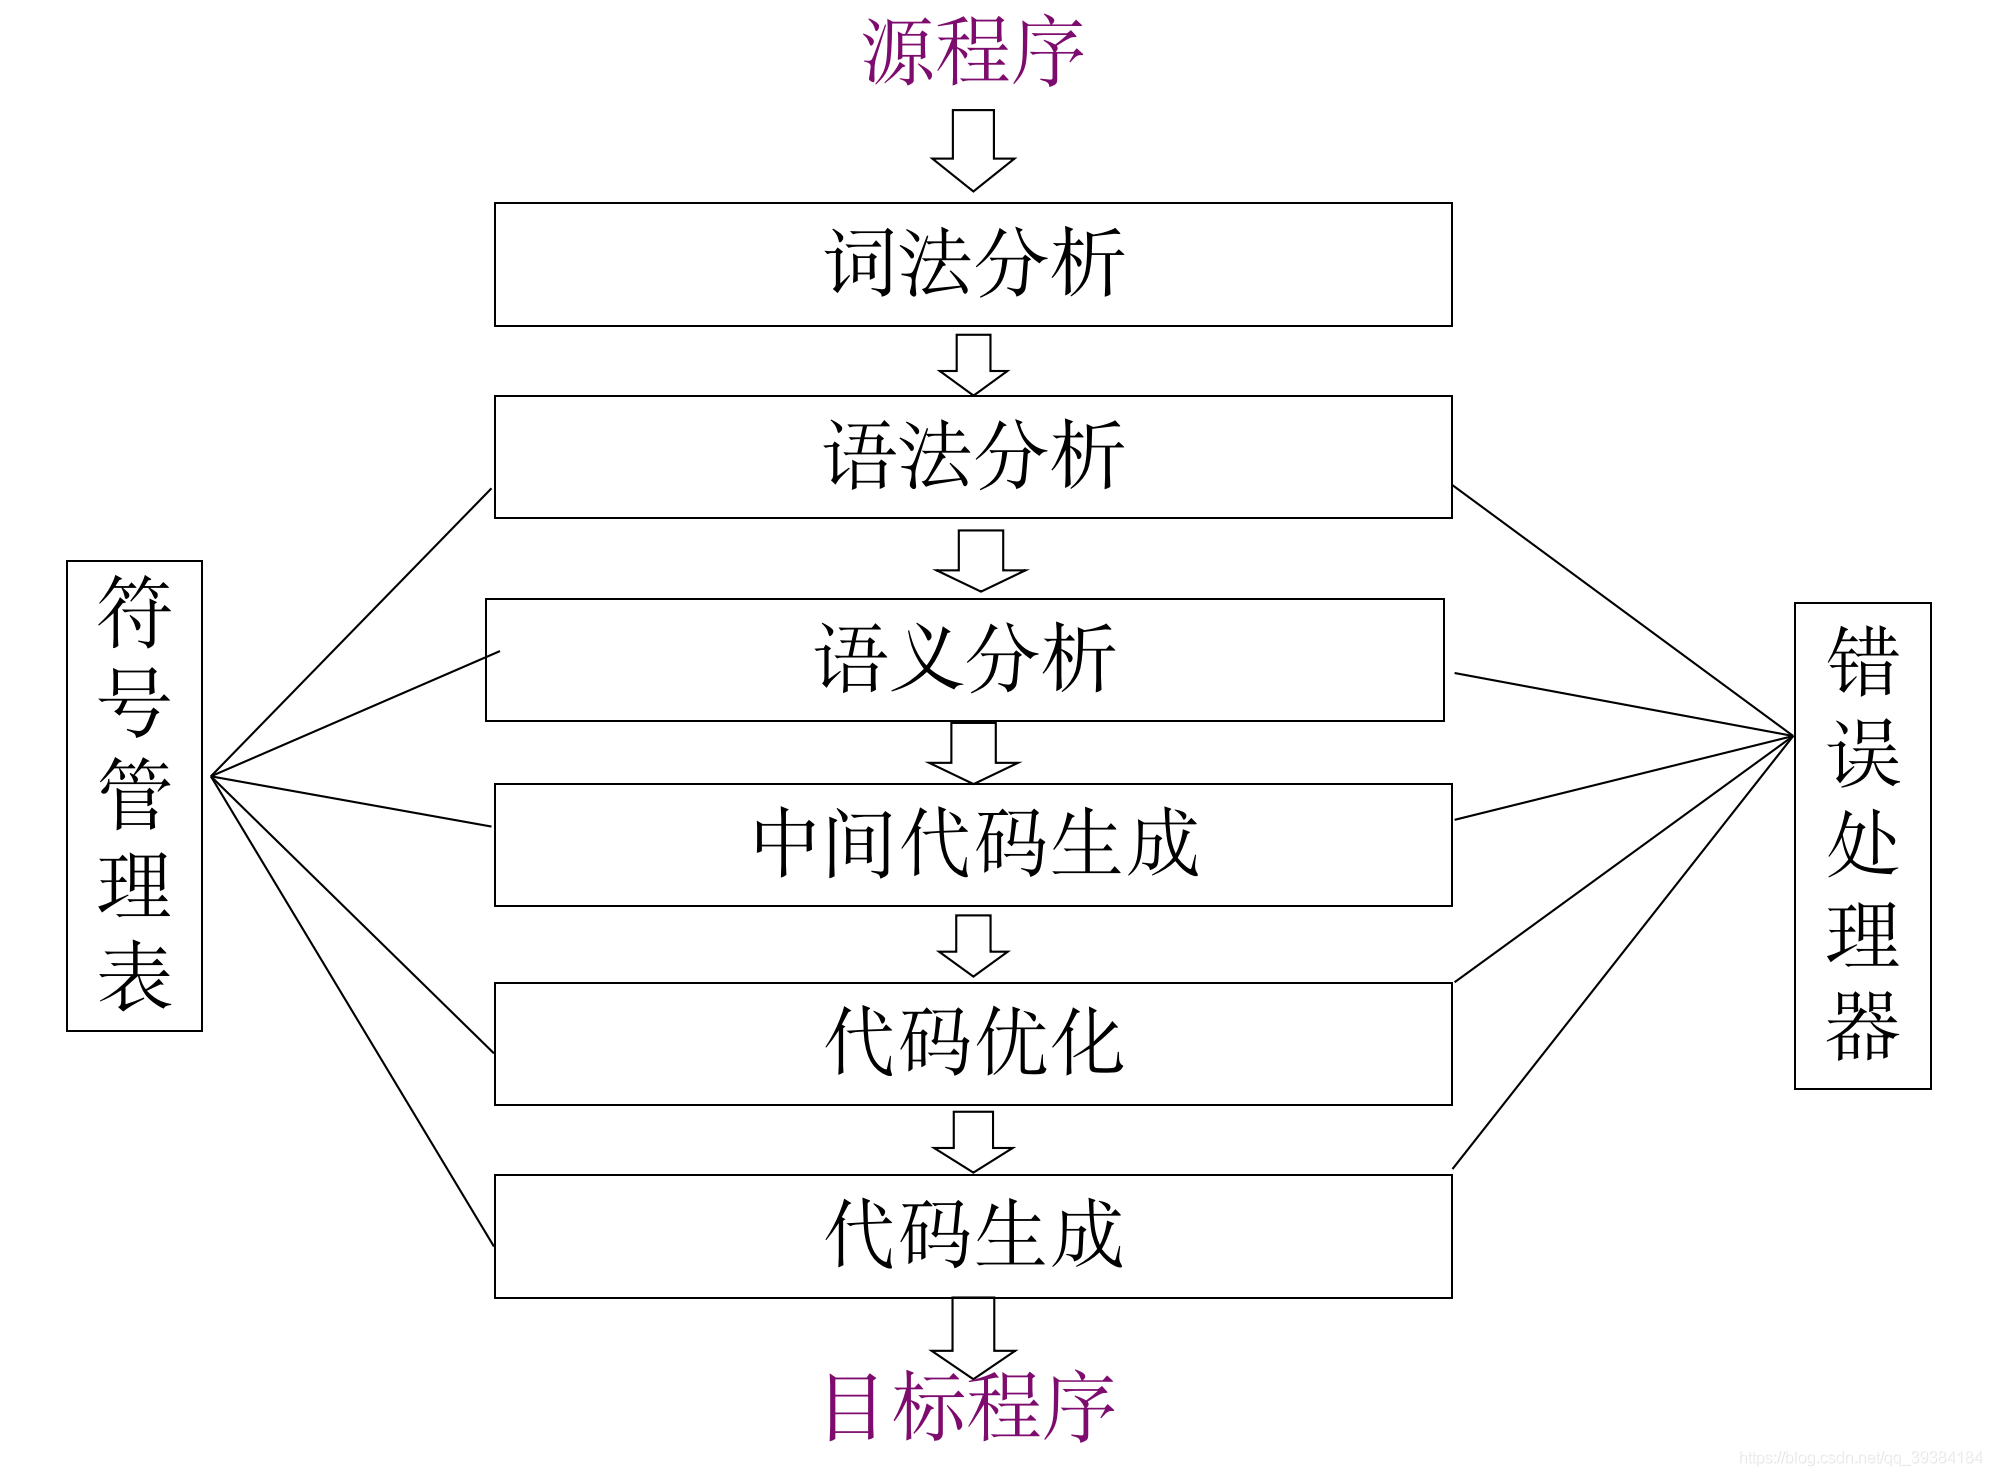 源程序
词法分析
语法分析
语义分析
中间代码生成
代码优化
代码生成
目标程序
符号管理表
错误处理器
https://blog.csdn.net/qq_39384184